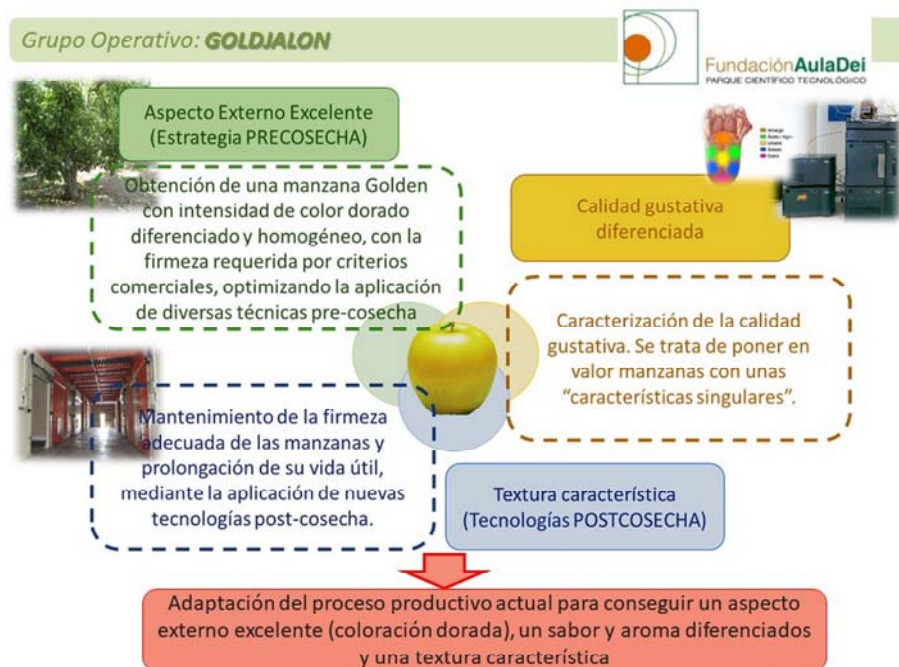 Grupo Operativo: GOLDJALON
FundaciónAulaDei
PARQUE CIENTÍFICO TECNOLÓGICO
Aspecto Externo Excelente
(Estrategia PRECOSECHA)
Obtención de una manzana Golden
con intensidad de color dorado
diferenciado y homogéneo, con la
firmeza requerida por criterios
comerciales, optimizando la aplicación
de diversas técnicas pre-cosecha
Calidad gustativa
diferenciada
Caracterización de la calidad
gustativa. Se trata de poner en
valor manzanas con unas
“características singulares”.
Mantenimiento de la firmeza
adecuada de las manzanas y
prolongación de su vida útil,
mediante la aplicación de nuevas
tecnologías post-cosecha.
Textura característica
(Tecnologías POSTCOSECHA)
Adaptación del proceso productivo actual para conseguir un aspecto
externo excelente (coloración dorada), un sabor y aroma diferenciados
y una textura característica